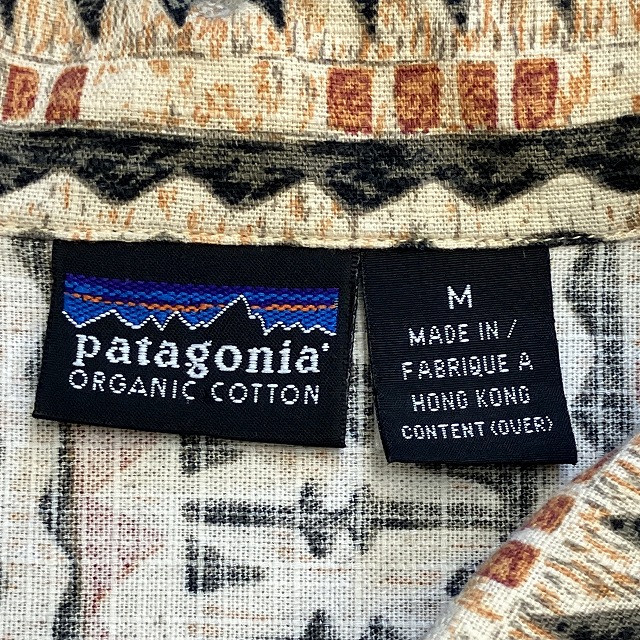 patagonia
ORGANIC COTTON
M
MADE IN /
FABRIQUE A
HONG KONG
CONTENT (OVER)